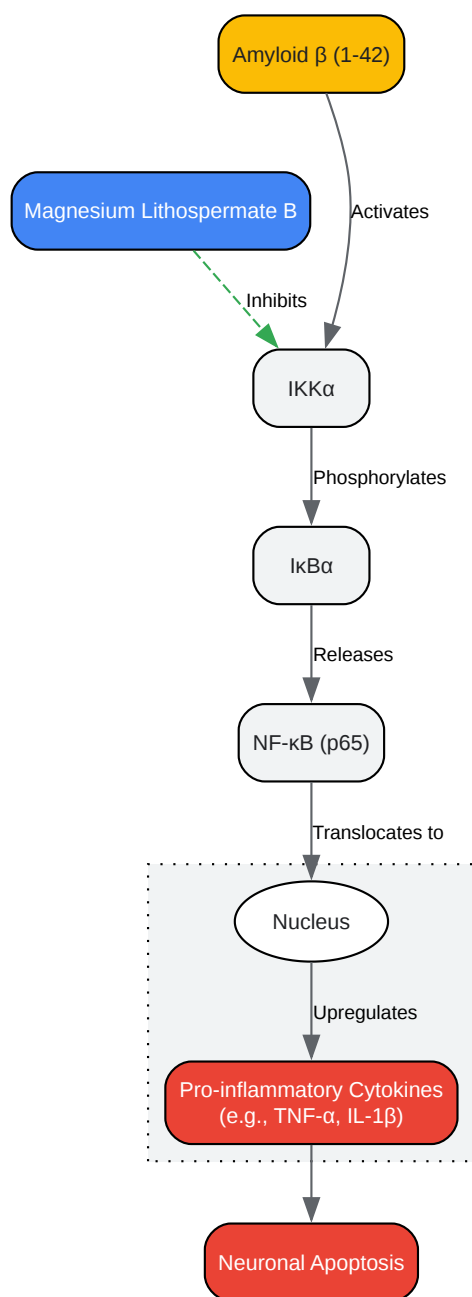 Amyloid β (1-42)
Magnesium Lithospermate B
Activates
Inhibits
IKKα
Phosphorylates
IκBα
Releases
NF-κB (p65)
Translocates to
Nucleus
Upregulates
Pro-inflammatory Cytokines
(e.g., TNF-α, IL-1β)
Neuronal Apoptosis